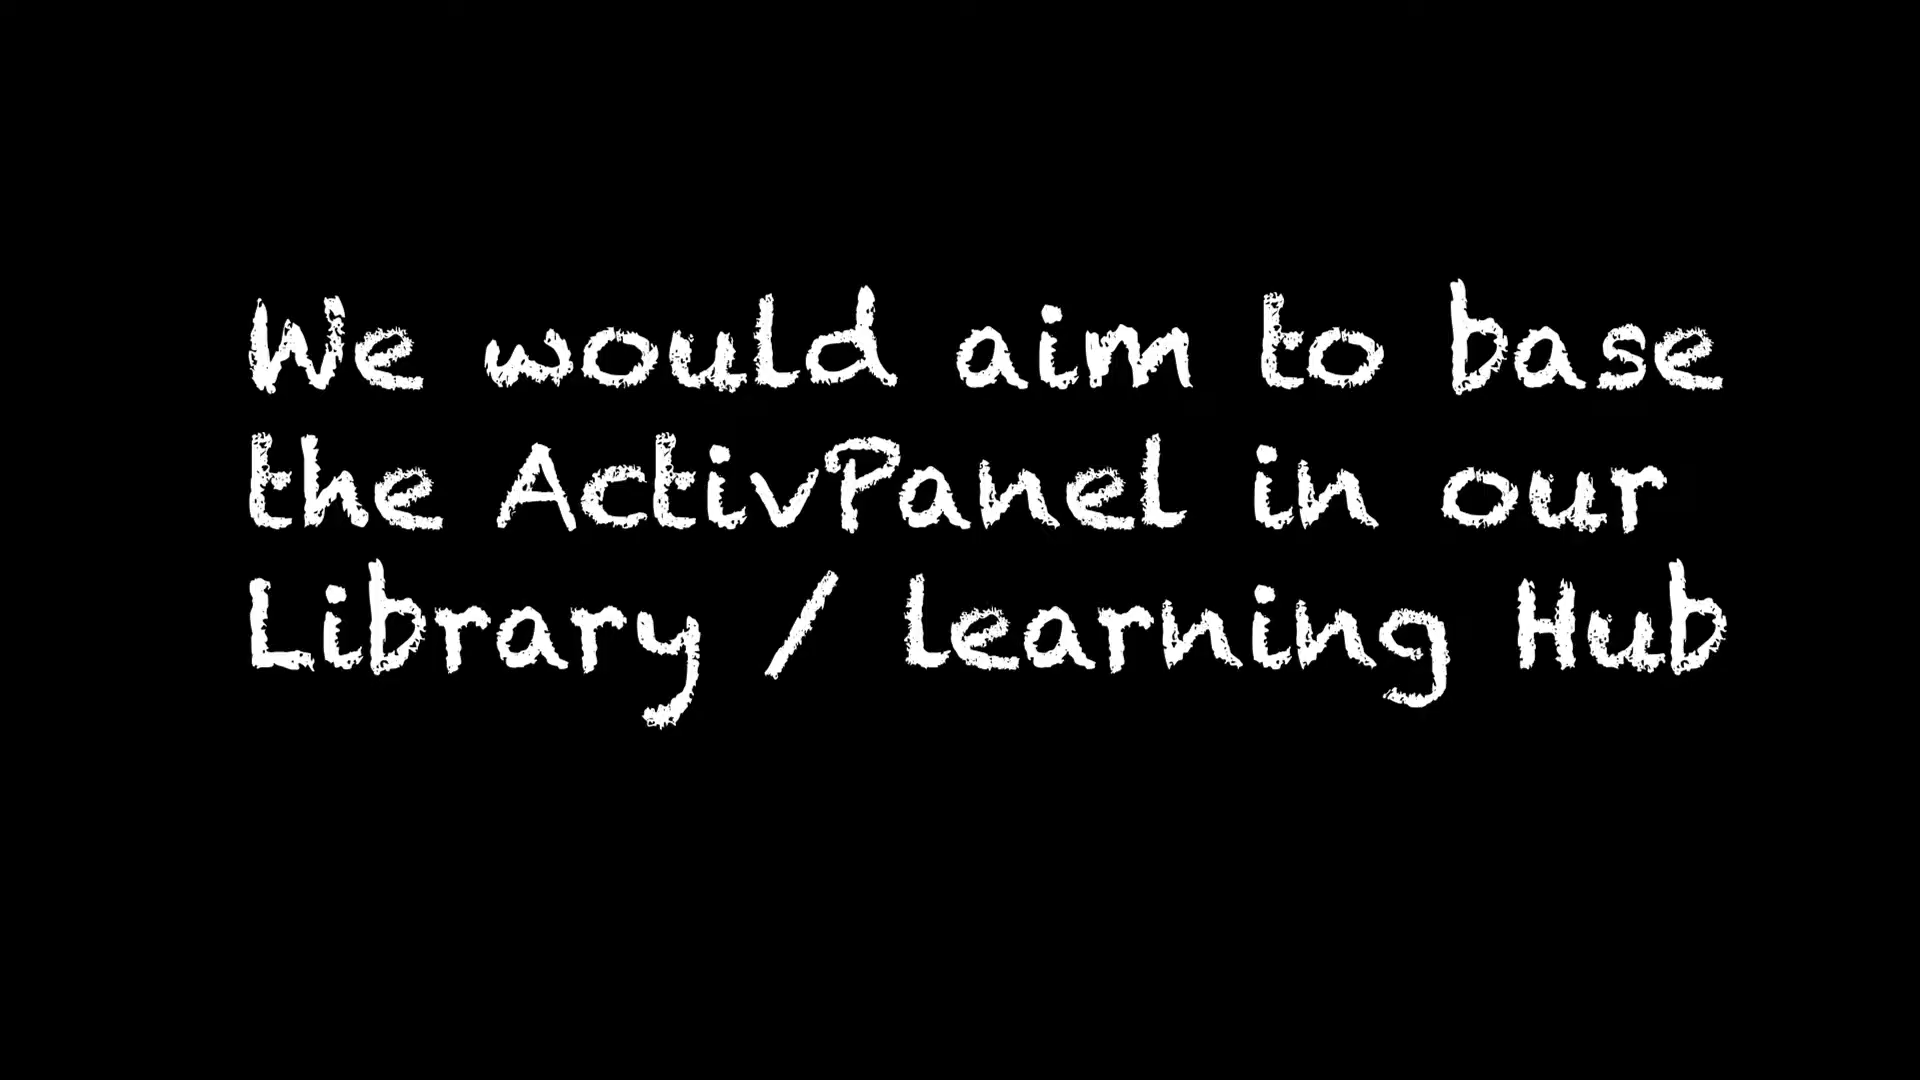 We would aim to base
the ActivPanel in our
Library / learning Hub